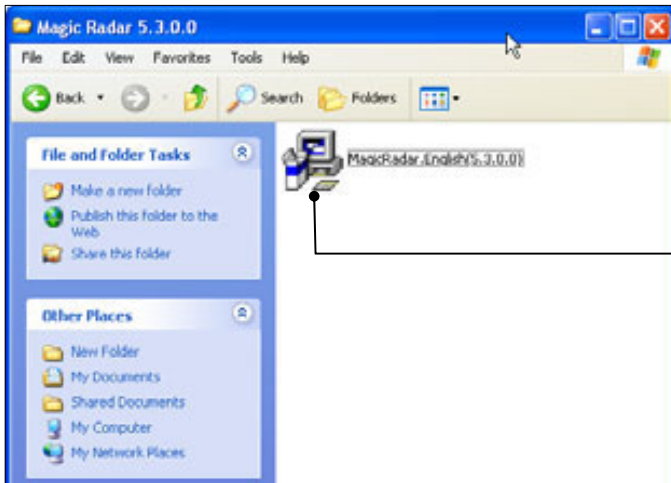 Magic Radar 5.3.0.0
File Edit View Favorites Tools Help
Back Search Folders
File and Folder Tasks
Make a new folder
Publish this folder to the
Web
Share this folder
MagicRadar.English(5.3.0.0)
Other Places
New Folder
My Documents
Shared Documents
My Computer
My Network Places